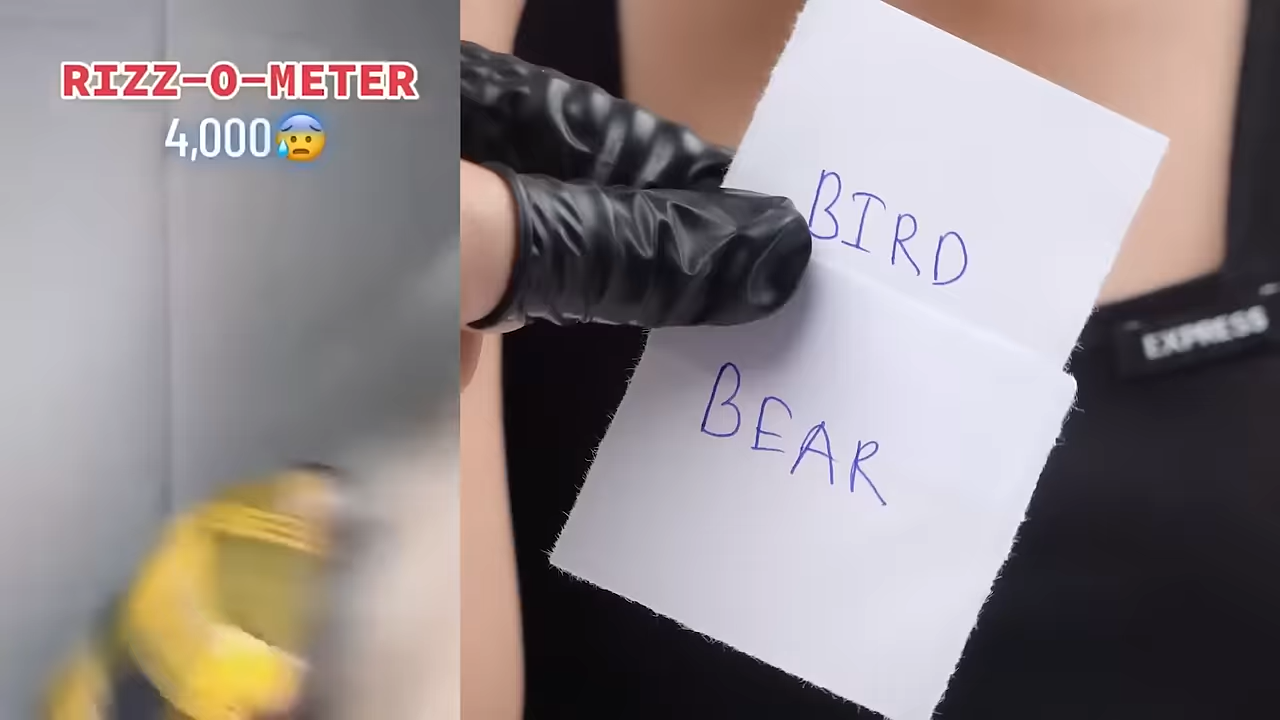 RIZZ-O-METER
4,000😰
BIRD
BEAR
EXPRESS